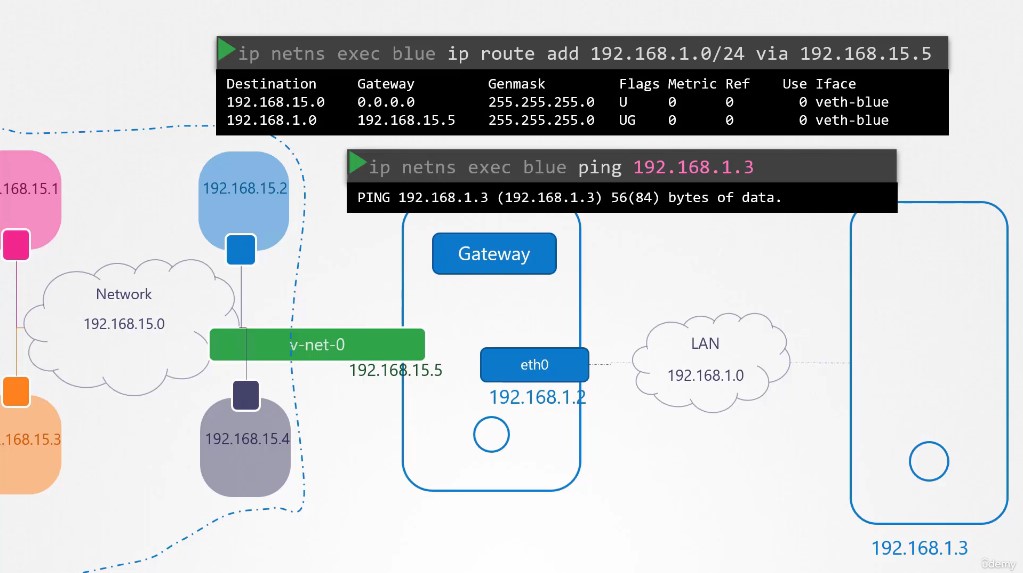 ip netns exec blue ip route add 192.168.1.0/24 via 192.168.15.5
Destination Gateway Genmask Flags Metric Ref Use Iface
192.168.15.0 0.0.0.0 255.255.255.0 U 0 0 0 veth-blue
192.168.1.0 192.168.15.5 255.255.255.0 UG 0 0 0 veth-blue
ip netns exec blue ping 192.168.1.3
PING 192.168.1.3 (192.168.1.3) 56(84) bytes of data.
.168.15.1
192.168.15.2
Gateway
Network
192.168.15.0
v-net-0
192.168.15.5
eth0
192.168.1.2
LAN
192.168.1.0
.168.15.3
192.168.15.4
192.168.1.3
ûdemy